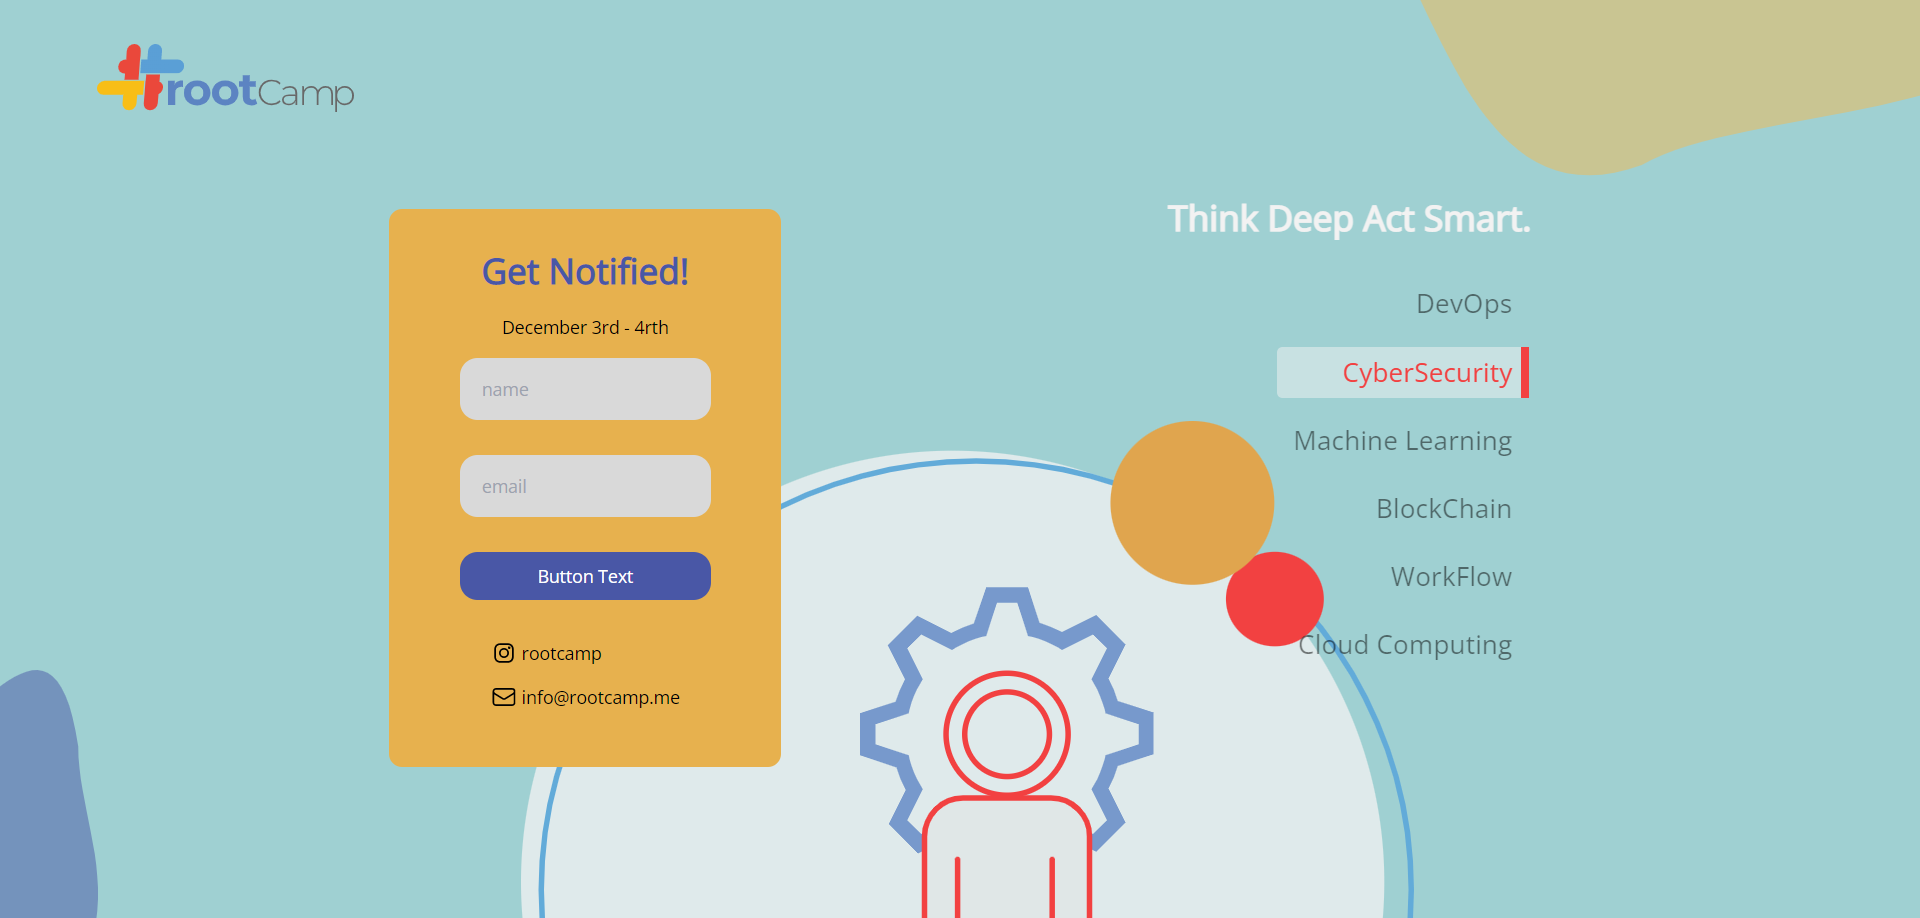 rootCamp
Get Notified!
December 3rd - 4rth
name
email
Button Text
rootcamp
info@rootcamp.me
Think Deep Act Smart.
DevOps
CyberSecurity
Machine Learning
BlockChain
WorkFlow
Cloud Computing